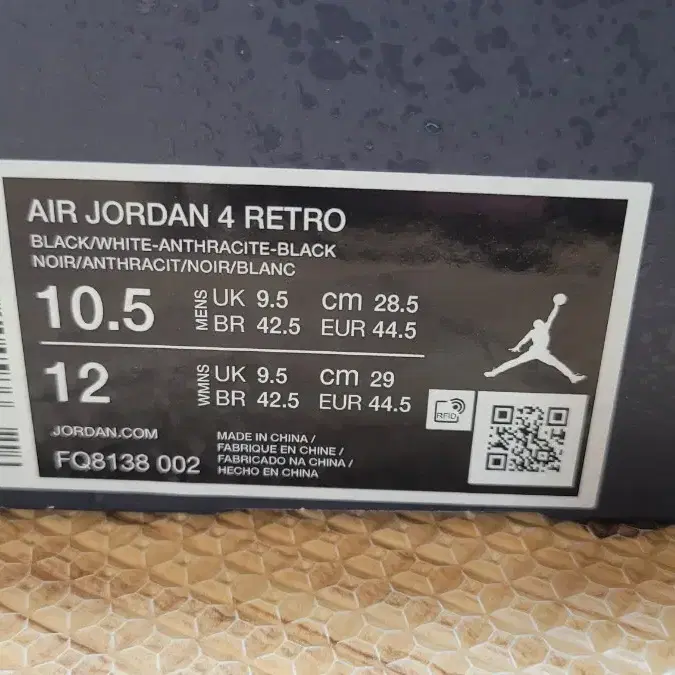 AIR JORDAN 4 RETRO
BLACK/WHITE-ANTHRACITE-BLACK
NOIR/ANTHRACIT/NOIR/BLANC
10.5 MENS UK 9.5 cm 28.5
BR 42.5 EUR 44.5
12 WMNS UK 9.5 cm 29
BR 42.5 EUR 44.5
RFID
JORDAN.COM
FQ8138 002
MADE IN CHINA /
FABRIQUE EN CHINE /
FABRICADO NA CHINA /
HECHO EN CHINA